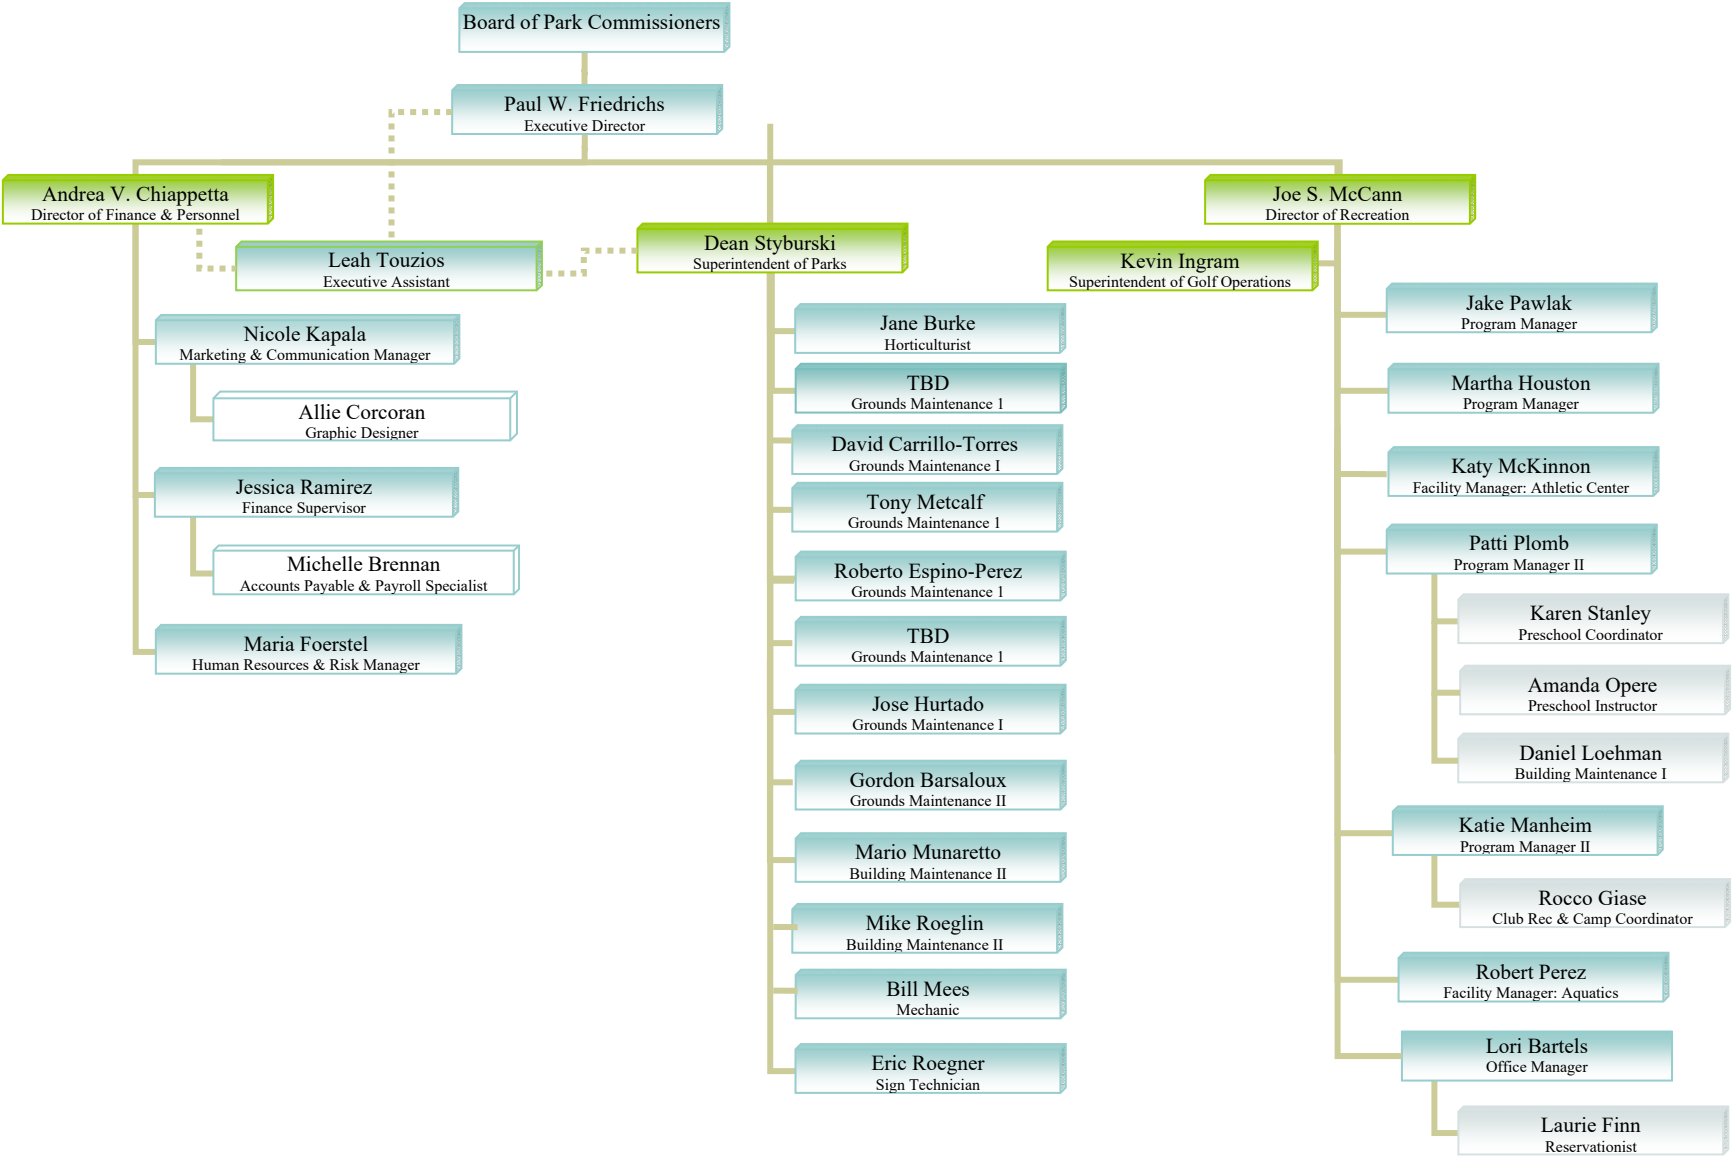 Board of Park Commissioners
Paul W. Friedrichs
Executive Director
Andrea V. Chiappetta
Director of Finance & Personnel
Leah Touzios
Executive Assistant
Nicole Kapala
Marketing & Communication Manager
Allie Corcoran
Graphic Designer
Jessica Ramirez
Finance Supervisor
Michelle Brennan
Accounts Payable & Payroll Specialist
Maria Foerstel
Human Resources & Risk Manager
Dean Styburski
Superintendent of Parks
Jane Burke
Horticulturist
TBD
Grounds Maintenance 1
David Carrillo-Torres
Grounds Maintenance I
Tony Metcalf
Grounds Maintenance 1
Roberto Espino-Perez
Grounds Maintenance 1
TBD
Grounds Maintenance 1
Jose Hurtado
Grounds Maintenance I
Gordon Barsaloux
Grounds Maintenance II
Mario Munaretto
Building Maintenance II
Mike Roeglin
Building Maintenance II
Bill Mees
Mechanic
Eric Roegner
Sign Technician
Joe S. McCann
Director of Recreation
Kevin Ingram
Superintendent of Golf Operations
Jake Pawlak
Program Manager
Martha Houston
Program Manager
Katy McKinnon
Facility Manager: Athletic Center
Patti Plomb
Program Manager II
Karen Stanley
Preschool Coordinator
Amanda Opere
Preschool Instructor
Daniel Loehman
Building Maintenance I
Katie Manheim
Program Manager II
Rocco Giase
Club Rec & Camp Coordinator
Robert Perez
Facility Manager: Aquatics
Lori Bartels
Office Manager
Laurie Finn
Reservationist